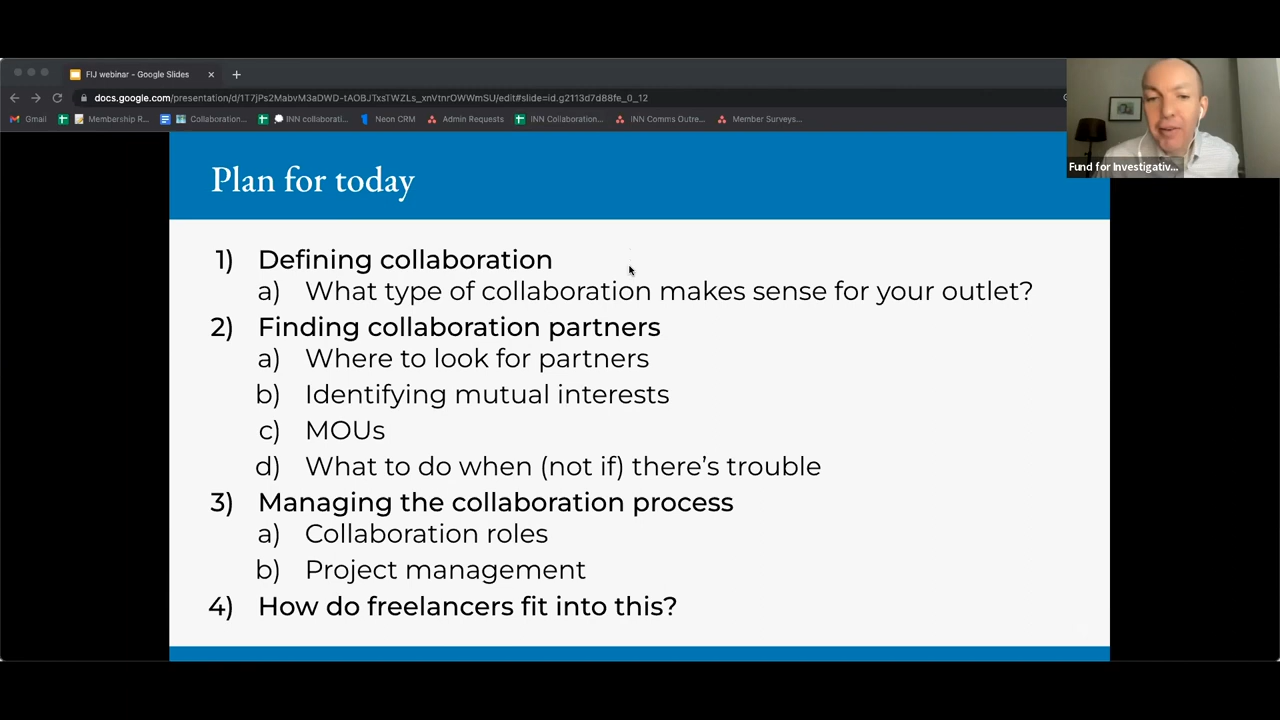 FIJ webinar - Google Slides
docs.google.com/presentation/d/1T7jPs2MabvM3aDWD-tAOBJTxsTWZLs_xnVtnrOWWmSU/edit#slide=id.g2113d7d88fe_0_12
Gmail Membership R... Collaboration... INN collaborati... Neon CRM Admin Requests INN Collaboration... INN Comms Outre... Member Surveys...
Fund for Investigativ...
Plan for today
1) Defining collaboration
a) What type of collaboration makes sense for your outlet?
2) Finding collaboration partners
a) Where to look for partners
b) Identifying mutual interests
c) MOUs
d) What to do when (not if) there's trouble
3) Managing the collaboration process
a) Collaboration roles
b) Project management
4) How do freelancers fit into this?